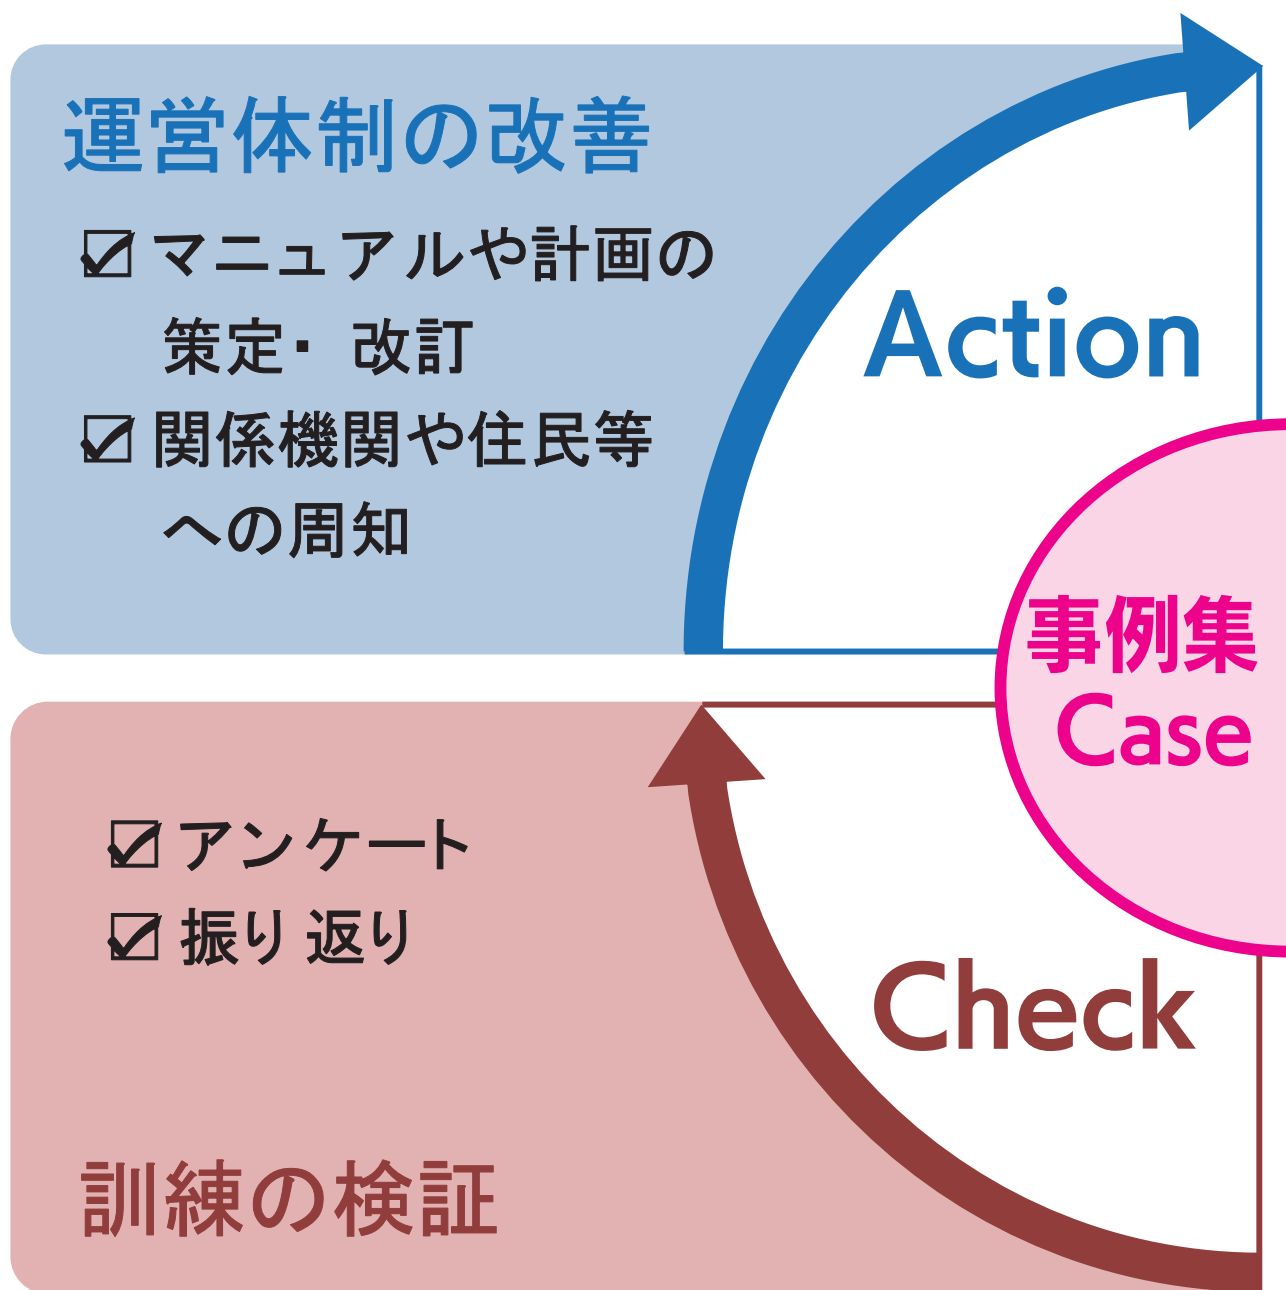 運営体制の改善
☑ マニュアルや計画の
策定・改訂
☑ 関係機関や住民等
への周知
Action
事例集
Case
☑ アンケート
☑ 振り返り
Check
訓練の検証